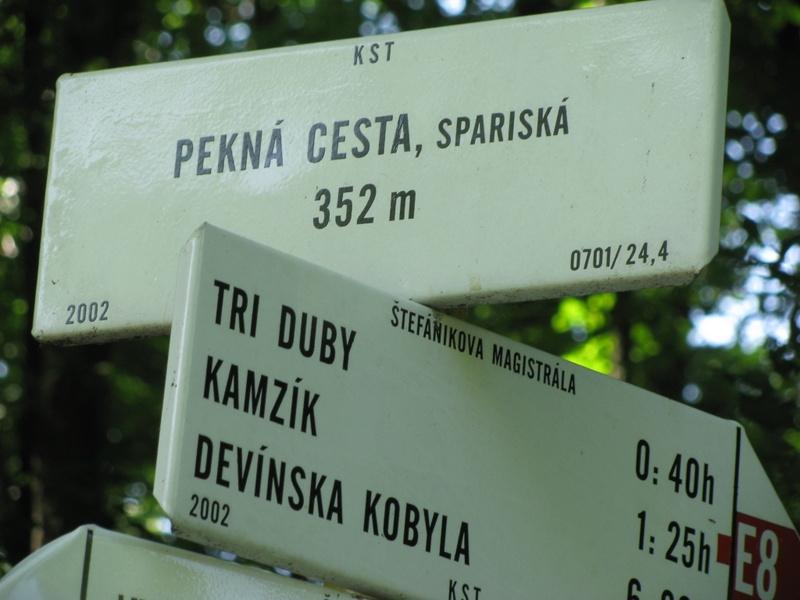 KST
PEKNÁ CESTA, SPARISKÁ
352 m
0701/24,4
2002
ŠTEFÁNIKOVA MAGISTRÁLA
TRI DUBY 0:40h
KAMZÍK 1:25h
DEVÍNSKA KOBYLA
E8
2002
KST